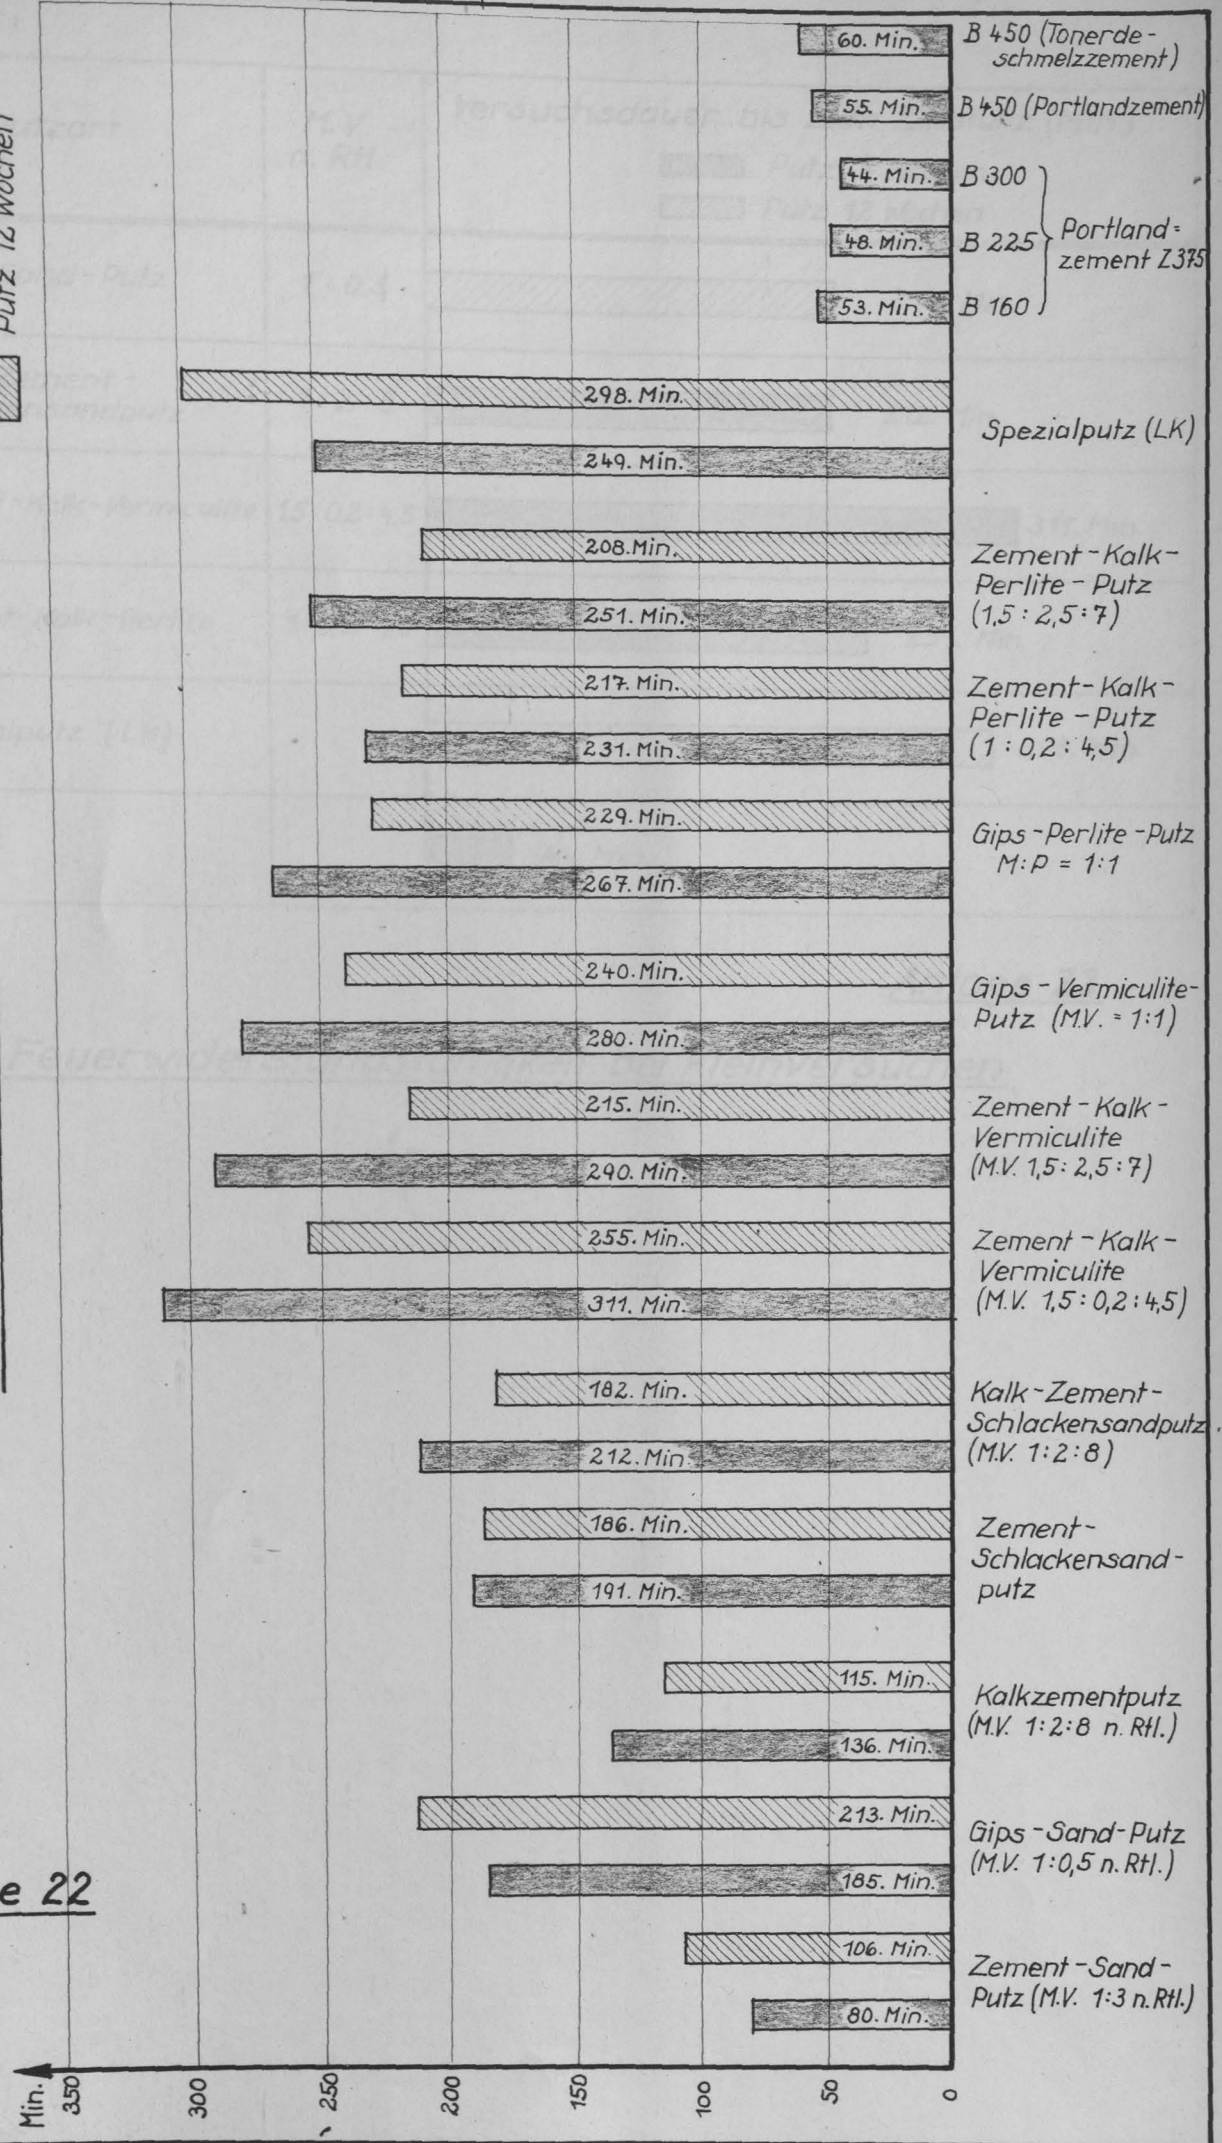 60. Min.
B 450 (Tonerde-
schmelzzement)
55. Min.
B 450 (Portlandzement)
44. Min.
B 300
48. Min.
B 225
53. Min.
B 160
Portland=
zement Z375
Putz 12 Wochen
298. Min.
249. Min.
Spezialputz (LK)
208. Min.
251. Min.
Zement-Kalk-
Perlite-Putz
(1,5 : 2,5 : 7)
217. Min.
231. Min.
Zement-Kalk-
Perlite-Putz
(1 : 0,2 : 4,5)
229. Min.
267. Min.
Gips-Perlite-Putz
M:P = 1:1
240. Min.
280. Min.
Gips-Vermiculite-
Putz (M.V. = 1:1)
215. Min.
290. Min.
Zement-Kalk-
Vermiculite
(M.V. 1,5 : 2,5 : 7)
255. Min.
311. Min.
Zement-Kalk-
Vermiculite
(M.V. 1,5 : 0,2 : 4,5)
182. Min.
212. Min.
Kalk-Zement-
Schlackensandputz
(M.V. 1:2:8)
186. Min.
191. Min.
Zement-
Schlackensand-
putz
115. Min.
136. Min.
Kalkzementputz
(M.V. 1:2:8 n. Rtl.)
213. Min.
185. Min.
Gips-Sand-Putz
(M.V. 1:0,5 n. Rtl.)
e 22
106. Min.
80. Min.
Zement-Sand-
Putz (M.V. 1:3 n. Rtl.)
Min. 350 300 250 200 150 100 50 0